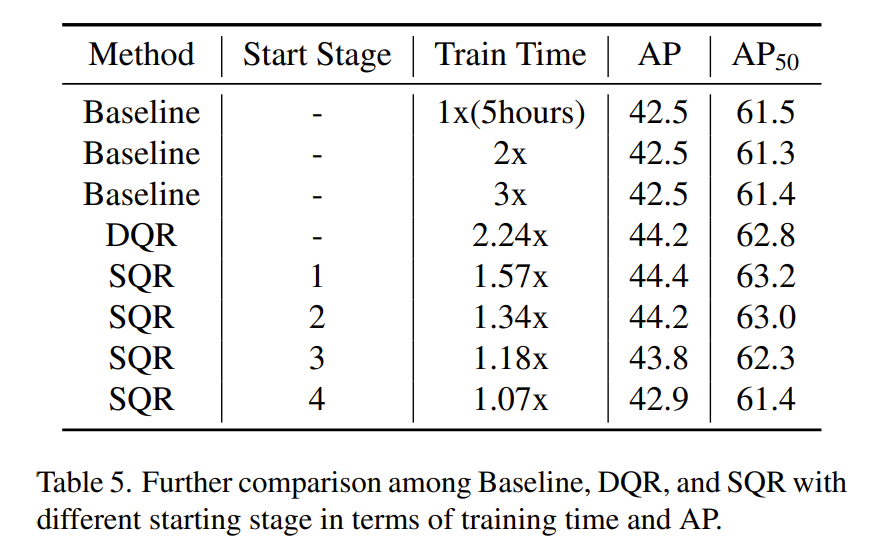 Method Start Stage Train Time AP AP50
Baseline - 1x(5hours) 42.5 61.5
Baseline - 2x 42.5 61.3
Baseline - 3x 42.5 61.4
DQR - 2.24x 44.2 62.8
SQR 1 1.57x 44.4 63.2
SQR 2 1.34x 44.2 63.0
SQR 3 1.18x 43.8 62.3
SQR 4 1.07x 42.9 61.4
Table 5. Further comparison among Baseline, DQR, and SQR with
different starting stage in terms of training time and AP.